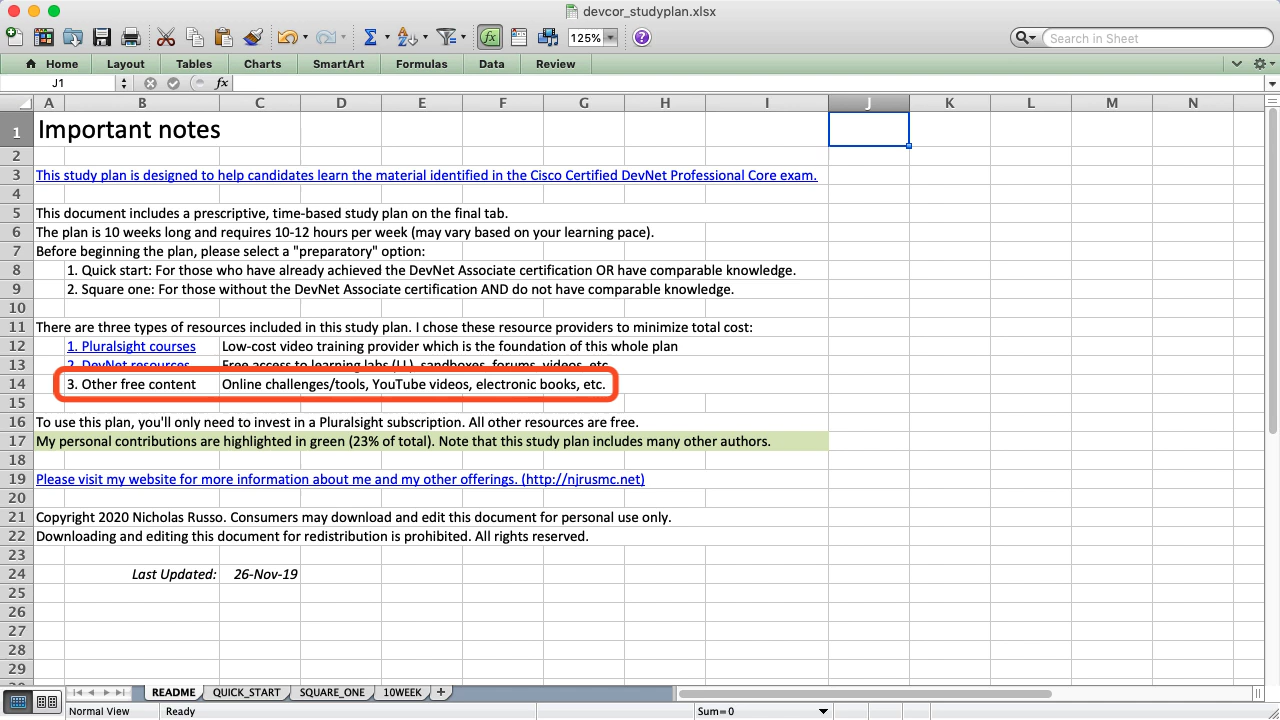 devcor_studyplan.xlsx
125%
Search in Sheet
Home Layout Tables Charts SmartArt Formulas Data Review
J1 fx
A B C D E F G H I J K L M N
1 Important notes
2
3 This study plan is designed to help candidates learn the material identified in the Cisco Certified DevNet Professional Core exam.
4
5 This document includes a prescriptive, time-based study plan on the final tab.
6 The plan is 10 weeks long and requires 10-12 hours per week (may vary based on your learning pace).
7 Before beginning the plan, please select a "preparatory" option:
8 1. Quick start: For those who have already achieved the DevNet Associate certification OR have comparable knowledge.
9 2. Square one: For those without the DevNet Associate certification AND do not have comparable knowledge.
10
11 There are three types of resources included in this study plan. I chose these resource providers to minimize total cost:
12 1. Pluralsight courses Low-cost video training provider which is the foundation of this whole plan
13 2. DevNet resources Free access to learning labs (LL), sandboxes, forums, videos, etc.
14 3. Other free content Online challenges/tools, YouTube videos, electronic books, etc.
15
16 To use this plan, you'll only need to invest in a Pluralsight subscription. All other resources are free.
17 My personal contributions are highlighted in green (23% of total). Note that this study plan includes many other authors.
18
19 Please visit my website for more information about me and my other offerings. (http://njrusmc.net)
20
21 Copyright 2020 Nicholas Russo. Consumers may download and edit this document for personal use only.
22 Downloading and editing this document for redistribution is prohibited. All rights reserved.
23
24 Last Updated: 26-Nov-19
25
26
27
28
29
README QUICK_START SQUARE_ONE 10WEEK +
Normal View Ready Sum=0